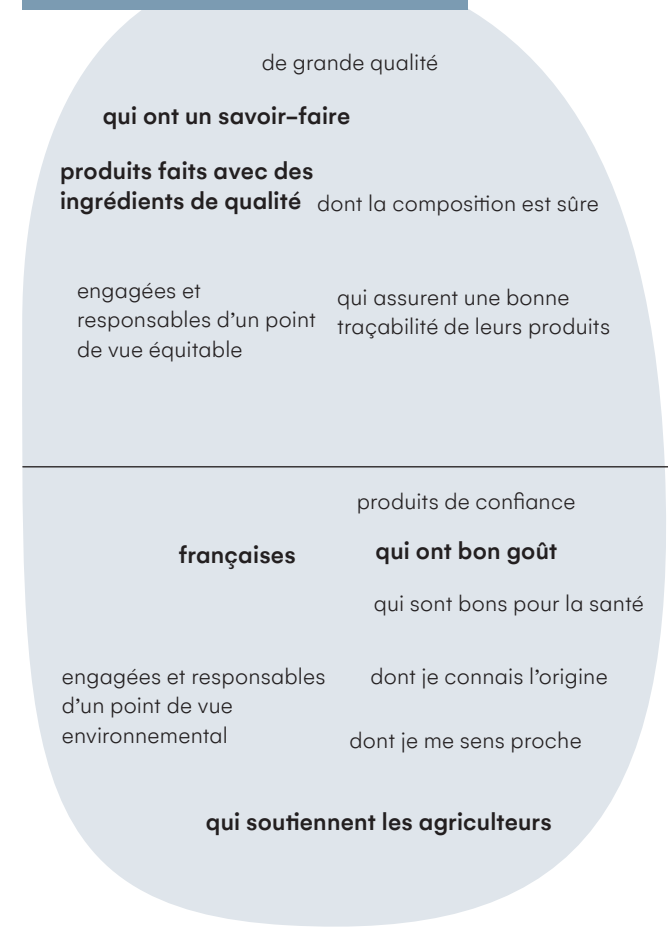 de grande qualité
qui ont un savoir-faire
produits faits avec des
ingrédients de qualité
dont la composition est sûre
engagées et
responsables d'un point
de vue équitable
qui assurent une bonne
traçabilité de leurs produits
produits de confiance
françaises
qui ont bon goût
qui sont bons pour la santé
engagées et responsables
d'un point de vue
environnemental
dont je connais l'origine
dont je me sens proche
qui soutiennent les agriculteurs